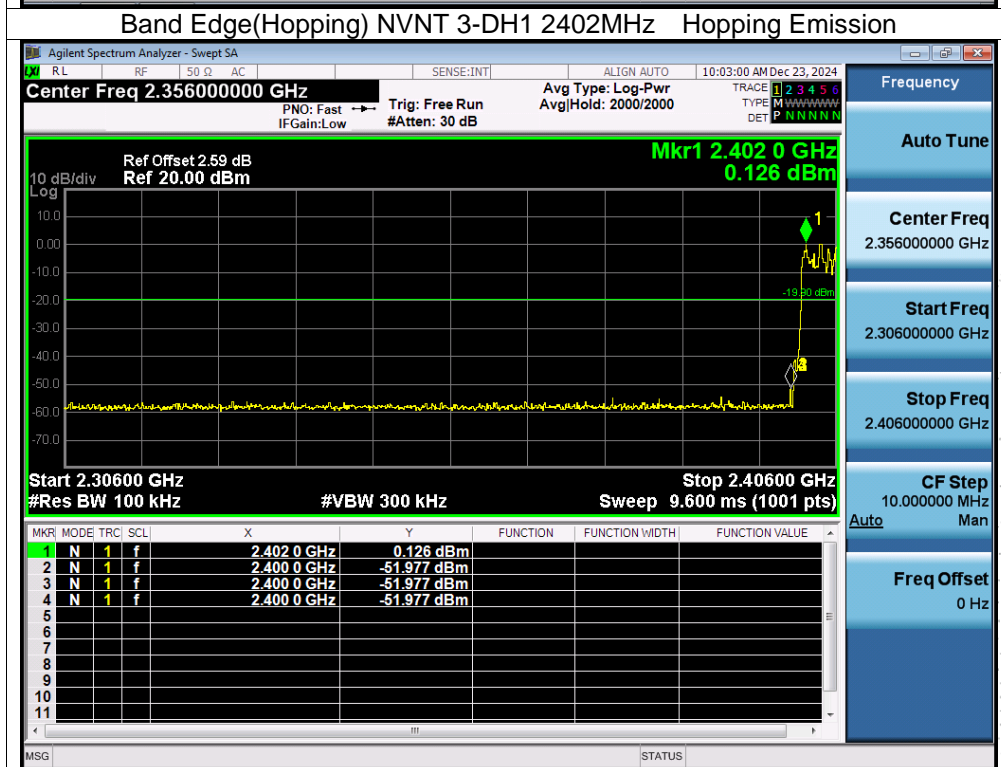 Band Edge(Hopping) NVNT 3-DH1 2402MHz Hopping Emission
Agilent Spectrum Analyzer - Swept SA
LXI RL RF 50 Ω AC SENSE:INT ALIGN AUTO 10:03:00 AM Dec 23, 2024
Center Freq 2.356000000 GHz
PNO: Fast
IFGain:Low
Trig: Free Run
#Atten: 30 dB
Avg Type: Log-Pwr
Avg|Hold: 2000/2000
TRACE 1 2 3 4 5 6
TYPE M WWWWW
DET P N N N N N
Frequency
Auto Tune
Center Freq
2.356000000 GHz
Start Freq
2.306000000 GHz
Stop Freq
2.406000000 GHz
CF Step
10.000000 MHz
Auto Man
Freq Offset
0 Hz
Mkr1 2.402 0 GHz
0.126 dBm
Ref Offset 2.59 dB
10 dB/div Ref 20.00 dBm
Log
10.0
0.00
-10.0
-20.0
-30.0
-40.0
-50.0
-60.0
-70.0
1
-19.90 dBm
Start 2.30600 GHz Stop 2.40600 GHz
#Res BW 100 kHz #VBW 300 kHz Sweep 9.600 ms (1001 pts)
MKR MODE TRC SCL X Y FUNCTION FUNCTION WIDTH FUNCTION VALUE
1 N 1 f 2.402 0 GHz 0.126 dBm
2 N 1 f 2.400 0 GHz -51.977 dBm
3 N 1 f 2.400 0 GHz -51.977 dBm
4 N 1 f 2.400 0 GHz -51.977 dBm
5
6
7
8
9
10
11
MSG STATUS